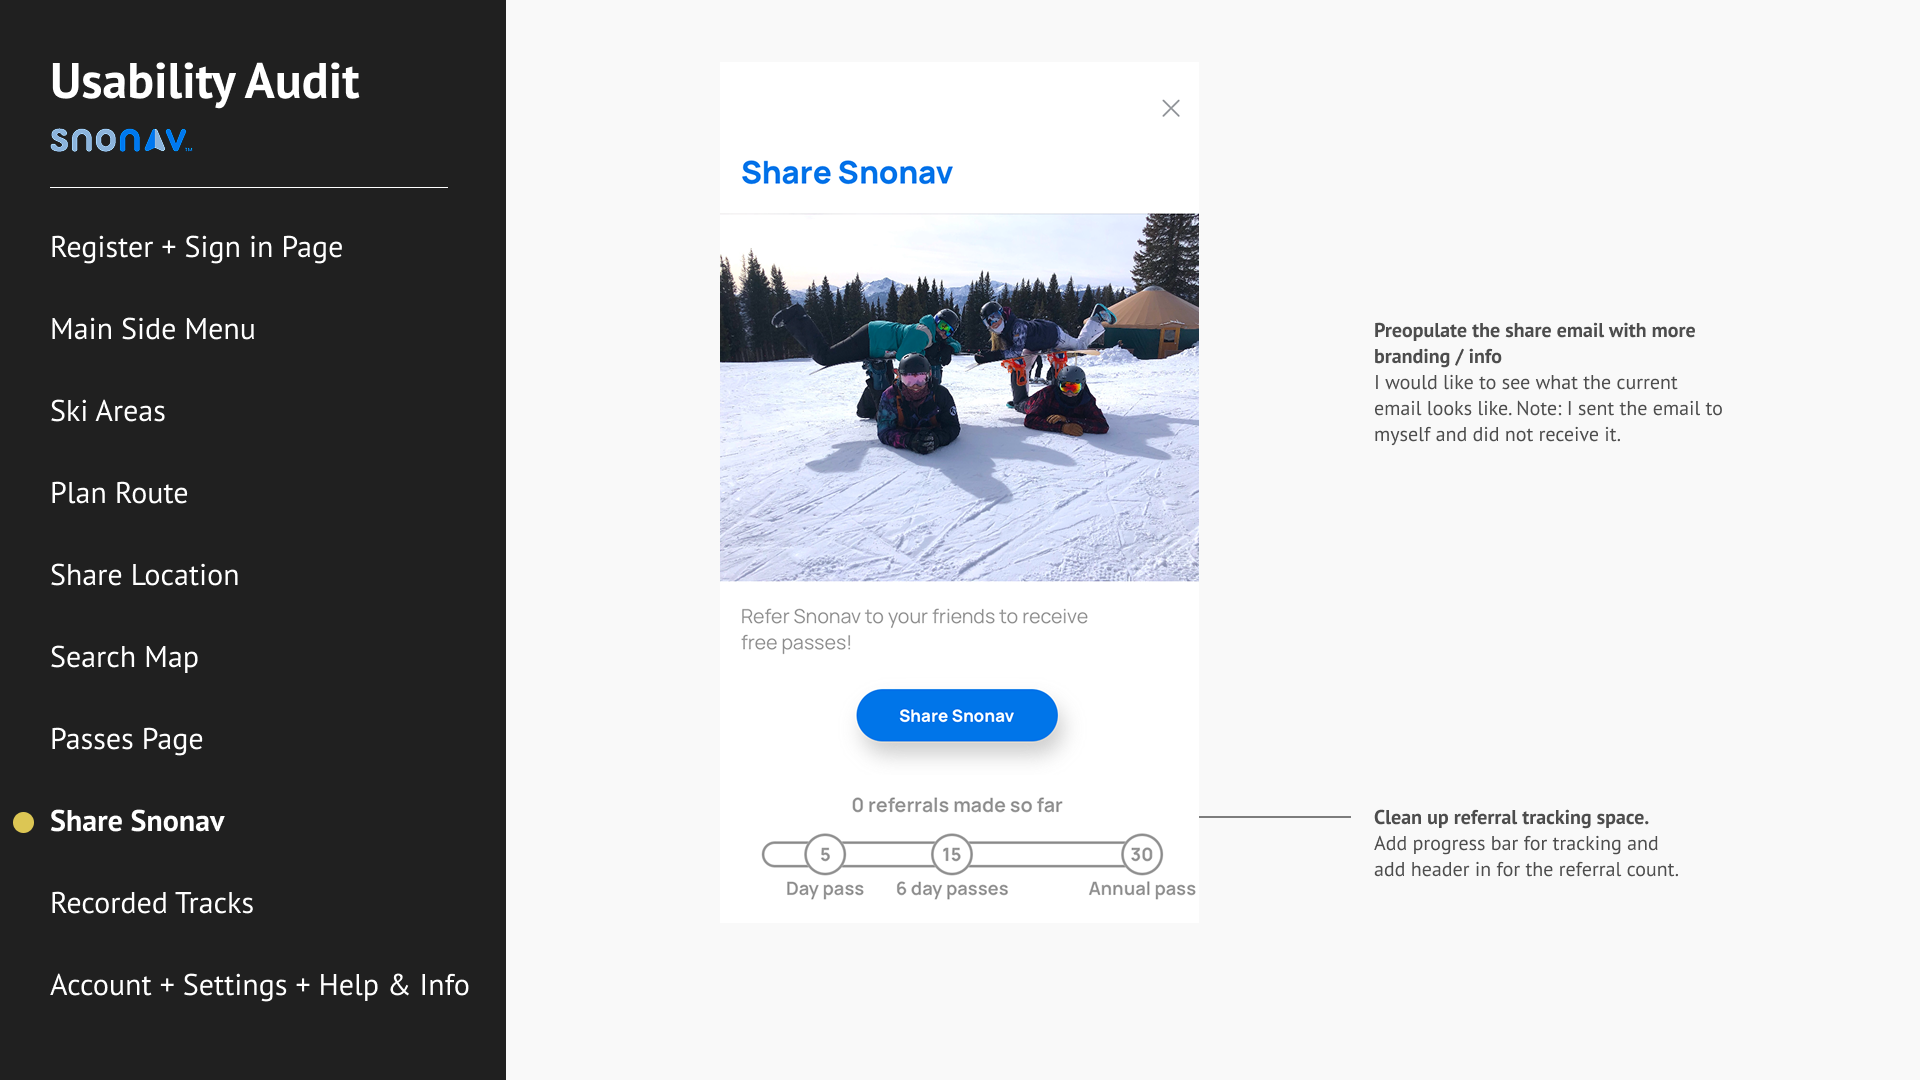 Usability Audit
snonav™
Register + Sign in Page
Main Side Menu
Ski Areas
Plan Route
Share Location
Search Map
Passes Page
Share Snonav
Recorded Tracks
Account + Settings + Help & Info
Share Snonav
Refer Snonav to your friends to receive
free passes!
Share Snonav
0 referrals made so far
5 15 30
Day pass 6 day passes Annual pass
Preopulate the share email with more
branding / info
I would like to see what the current
email looks like. Note: I sent the email to
myself and did not receive it.
Clean up referral tracking space.
Add progress bar for tracking and
add header in for the referral count.